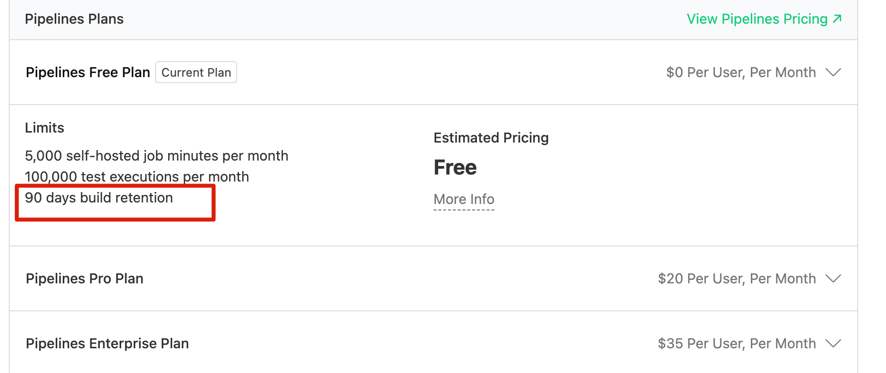 Pipelines Plans
View Pipelines Pricing ↗
Pipelines Free Plan Current Plan
$0 Per User, Per Month
Limits
5,000 self-hosted job minutes per month
100,000 test executions per month
90 days build retention
Estimated Pricing
Free
More Info
Pipelines Pro Plan
$20 Per User, Per Month
Pipelines Enterprise Plan
$35 Per User, Per Month